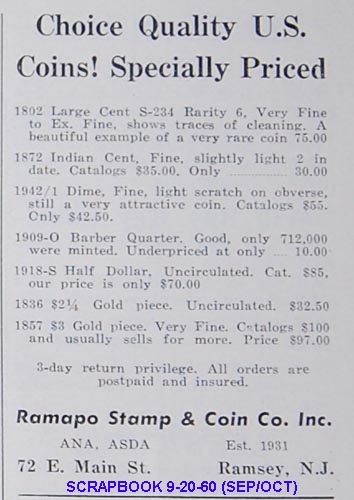 Choice Quality U.S.
Coins! Specially Priced
1802 Large Cent S-234 Rarity 6, Very Fine
to Ex. Fine, shows traces of cleaning. A
beautiful example of a very rare coin 75.00
1872 Indian Cent, Fine, slightly light 2 in
date. Catalogs $35.00. Only ........ 30.00
1942/1 Dime, Fine, light scratch on obverse,
still a very attractive coin. Catalogs $55.
Only $42.50.
1909-O Barber Quarter. Good, only 712,000
were minted. Underpriced at only .... 10.00
1918-S Half Dollar, Uncirculated. Cat. $85,
our price is only $70.00
1836 $2¼ Gold piece. Uncirculated. $32.50
1857 $3 Gold piece. Very Fine. Catalogs $100
and usually sells for more. Price $97.00
3-day return privilege. All orders are
postpaid and insured.
Ramapo Stamp & Coin Co. Inc.
ANA, ASDA Est. 1931
72 E. Main St. Ramsey, N.J.
SCRAPBOOK 9-20-60 (SEP/OCT)